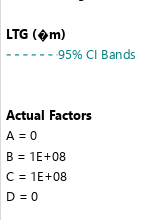 LTG (�m)
95% CI Bands
Actual Factors
A = 0
B = 1E+08
C = 1E+08
D = 0